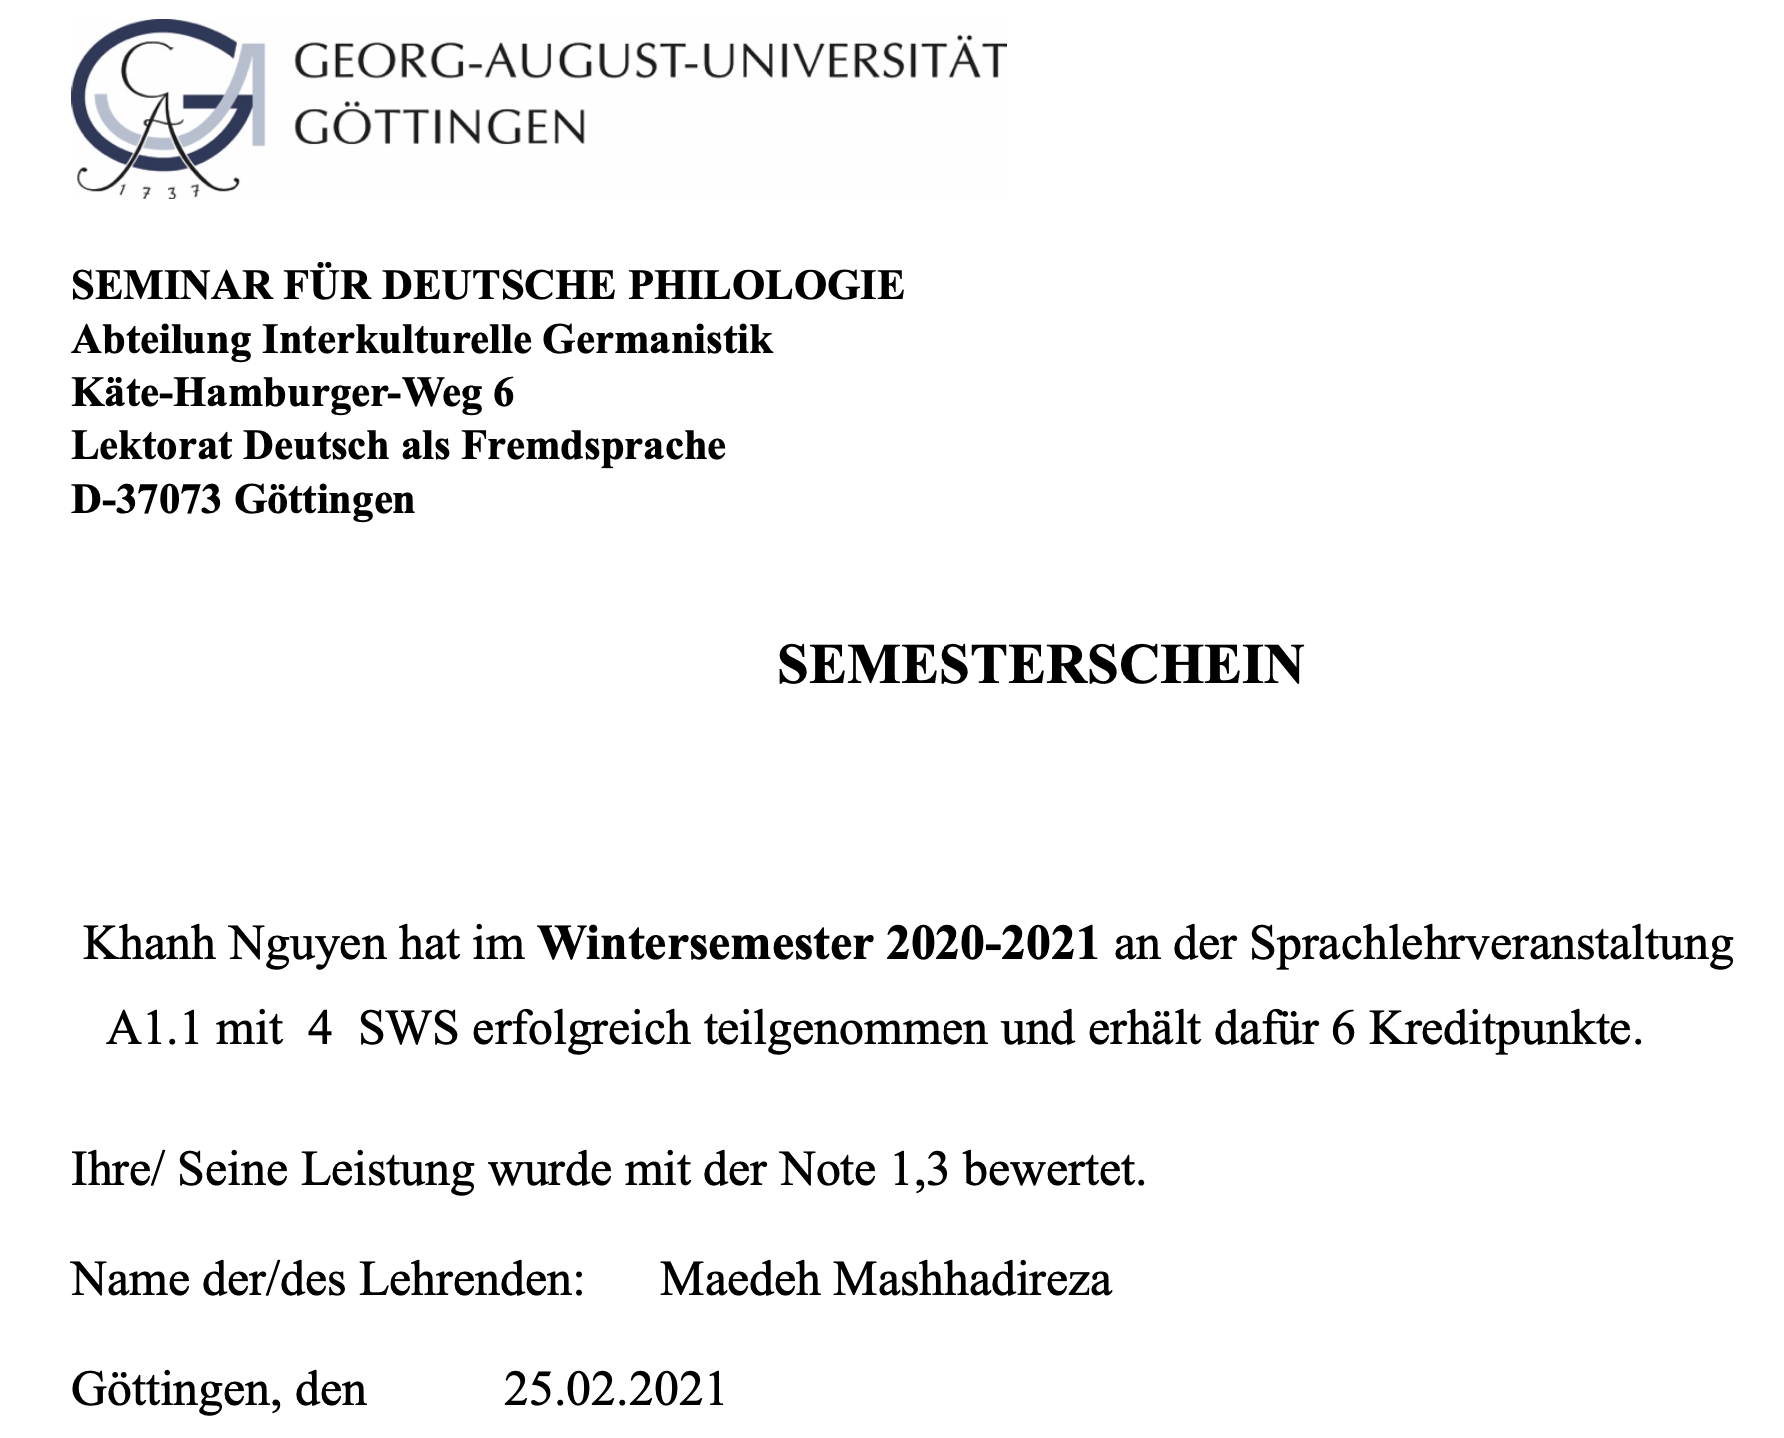 GEORG-AUGUST-UNIVERSITÄT
GÖTTINGEN
1737
SEMINAR FÜR DEUTSCHE PHILOLOGIE
Abteilung Interkulturelle Germanistik
Käte-Hamburger-Weg 6
Lektorat Deutsch als Fremdsprache
D-37073 Göttingen
SEMESTERSCHEIN
Khanh Nguyen hat im Wintersemester 2020-2021 an der Sprachlehrveranstaltung
A1.1 mit 4 SWS erfolgreich teilgenommen und erhält dafür 6 Kreditpunkte.
Ihre/ Seine Leistung wurde mit der Note 1,3 bewertet.
Name der/des Lehrenden: Maedeh Mashhadireza
Göttingen, den 25.02.2021